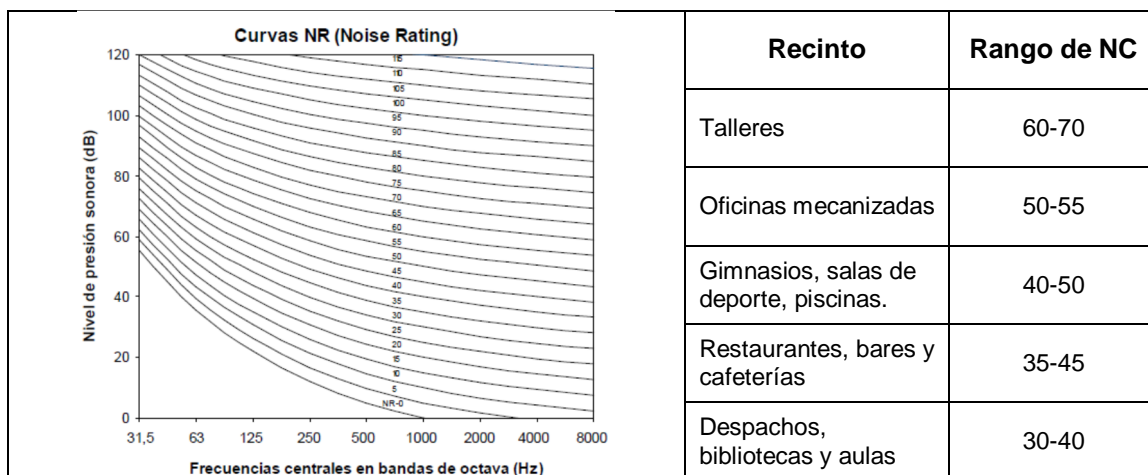 Curvas NR (Noise Rating)
Nivel de presión sonora (dB)
120
100
80
60
40
20
0
115
110
105
100
95
90
85
80
75
70
65
60
55
50
45
40
35
30
25
20
15
10
5
NR-0
31,5 63 125 250 500 1000 2000 4000 8000
Frecuencias centrales en bandas de octava (Hz)
Recinto Rango de NC
Talleres 60-70
Oficinas mecanizadas 50-55
Gimnasios, salas de
deporte, piscinas. 40-50
Restaurantes, bares y
cafeterías 35-45
Despachos,
bibliotecas y aulas 30-40